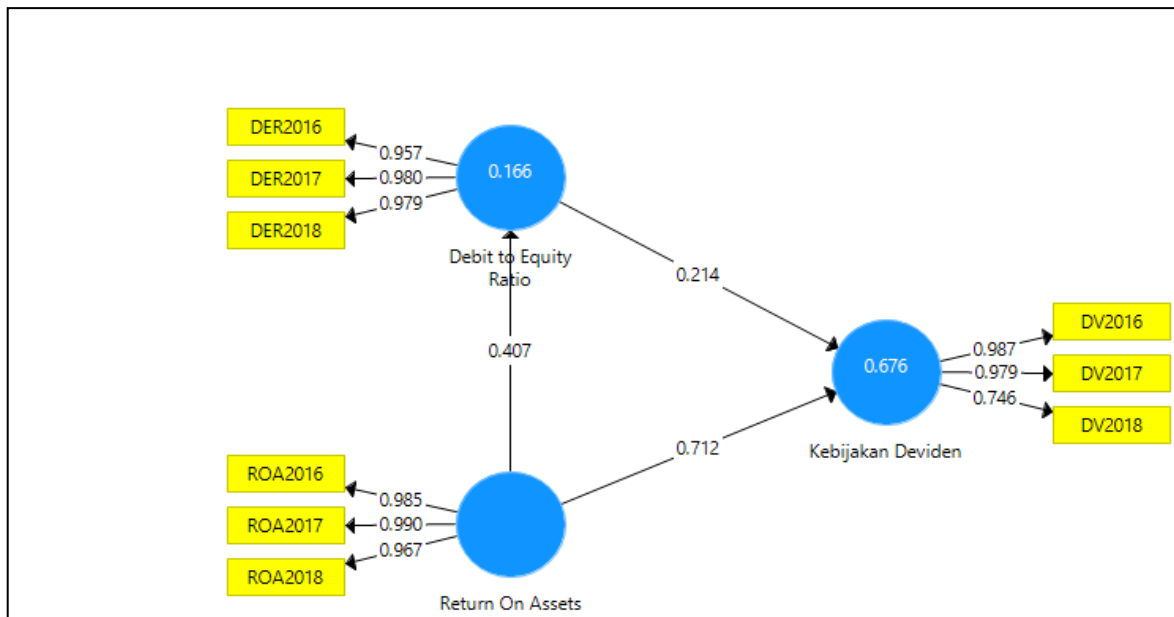 DER2016
0.957
DER2017
0.980
DER2018
0.979
0.166
Debit to Equity
Ratio
0.214
0.407
DV2016
0.987
0.676
DV2017
0.979
DV2018
0.746
Kebijakan Deviden
0.712
ROA2016
0.985
ROA2017
0.990
ROA2018
0.967
Return On Assets